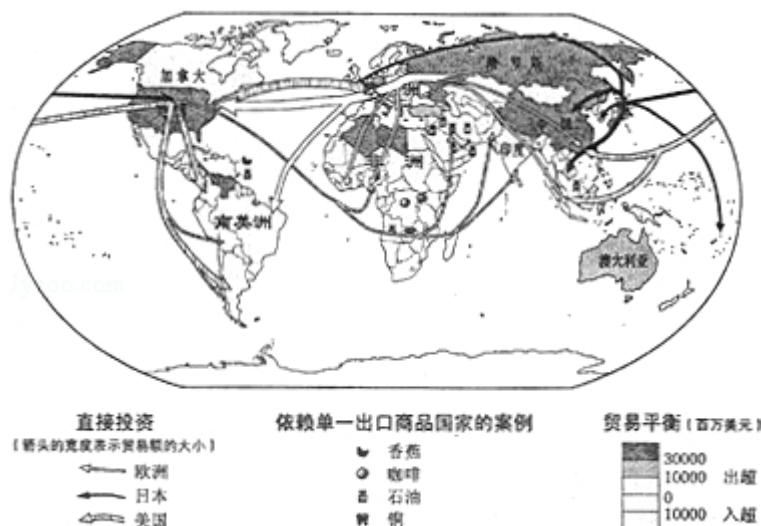 加拿大
俄罗斯
洲
中国
印度
洲
南美洲
澳大利亚
直接投资
(箭头的宽度表示贸易额的大小)
欧洲
日本
美国
依赖单一出口商品国家的案例
香蕉
咖啡
石油
铜
贸易平衡(百万美元)
30000
10000 出超
0
10000 入超